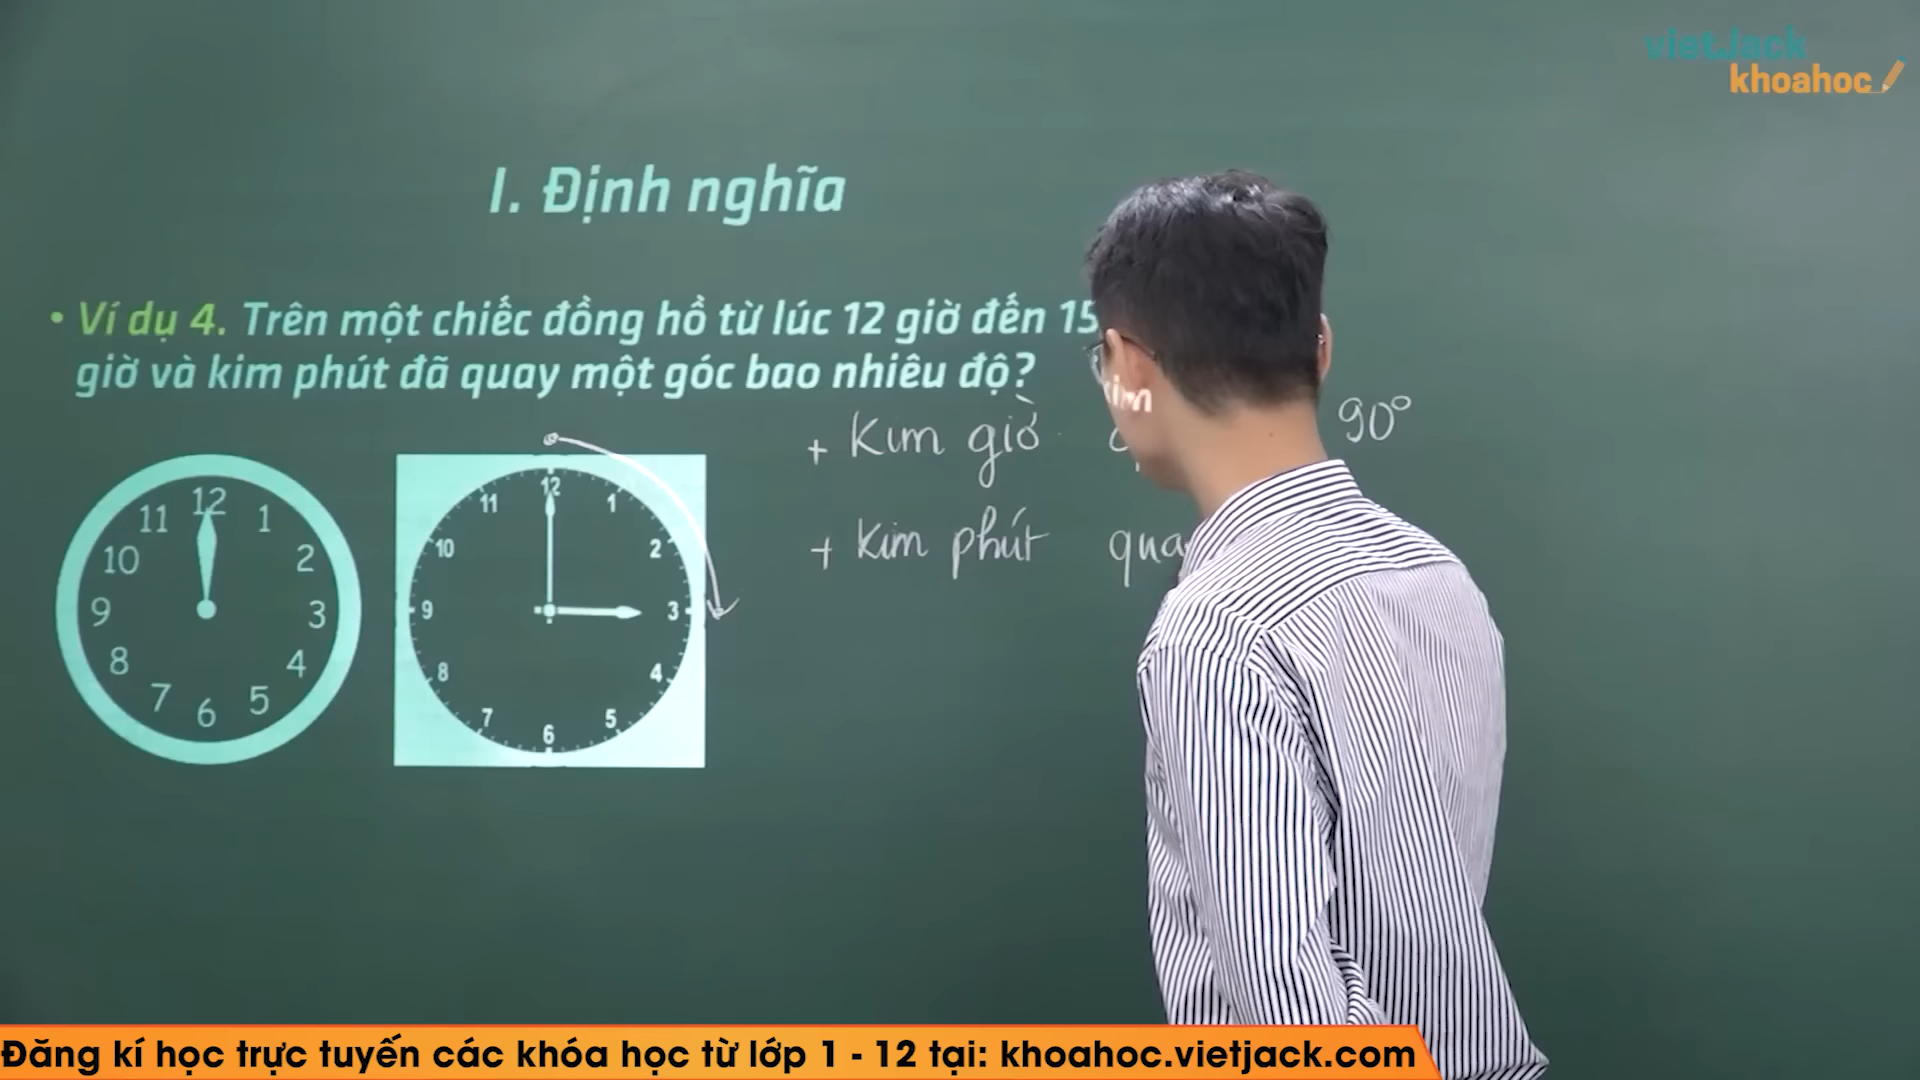 vietJack
khoahoc
I. Định nghĩa
• Ví dụ 4. Trên một chiếc đồng hồ từ lúc 12 giờ đến 15
kim
giờ và kim phút đã quay một góc bao nhiêu độ?
+ Kim giờ 90°
+ Kim phút qua
12 1 2 3 4 5 6 7 8 9 10 11
12 1 2 3 4 5 6 7 8 9 10 11
Đăng kí học trực tuyến các khóa học từ lớp 1 - 12 tại: khoahoc.vietjack.com